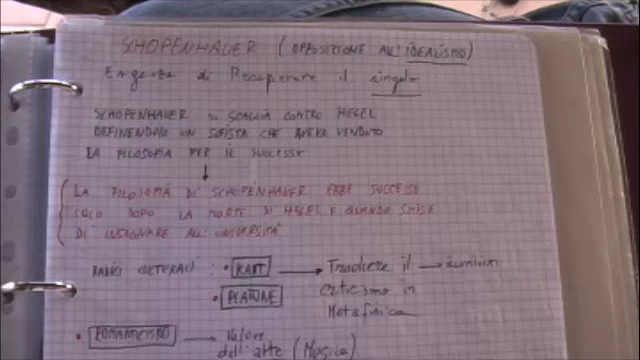 SCHOPENHAUER (OPPOSIZIONE ALL'IDEALISMO)
Esigenza di Recuperare il singolo
SCHOPENHAUER SI SCAGLIA CONTRO HEGEL
DEFINENDOLO UN SOFISTA CHE AVEVA VENDUTO
LA FILOSOFIA PER IL SUCCESSO
↓
LA FILOSOFIA DI SCHOPENHAUER EBBE SUCCESSO
SOLO DOPO LA MORTE DI HEGEL E QUANDO SMISE
DI INSEGNARE ALL'UNIVERSITÀ
RADICI CULTURALI : • KANT → Tradurre il →
• PLATONE criticismo in
Metafisica
• ROMANTICISMO → Valore
dell'arte (Musica)